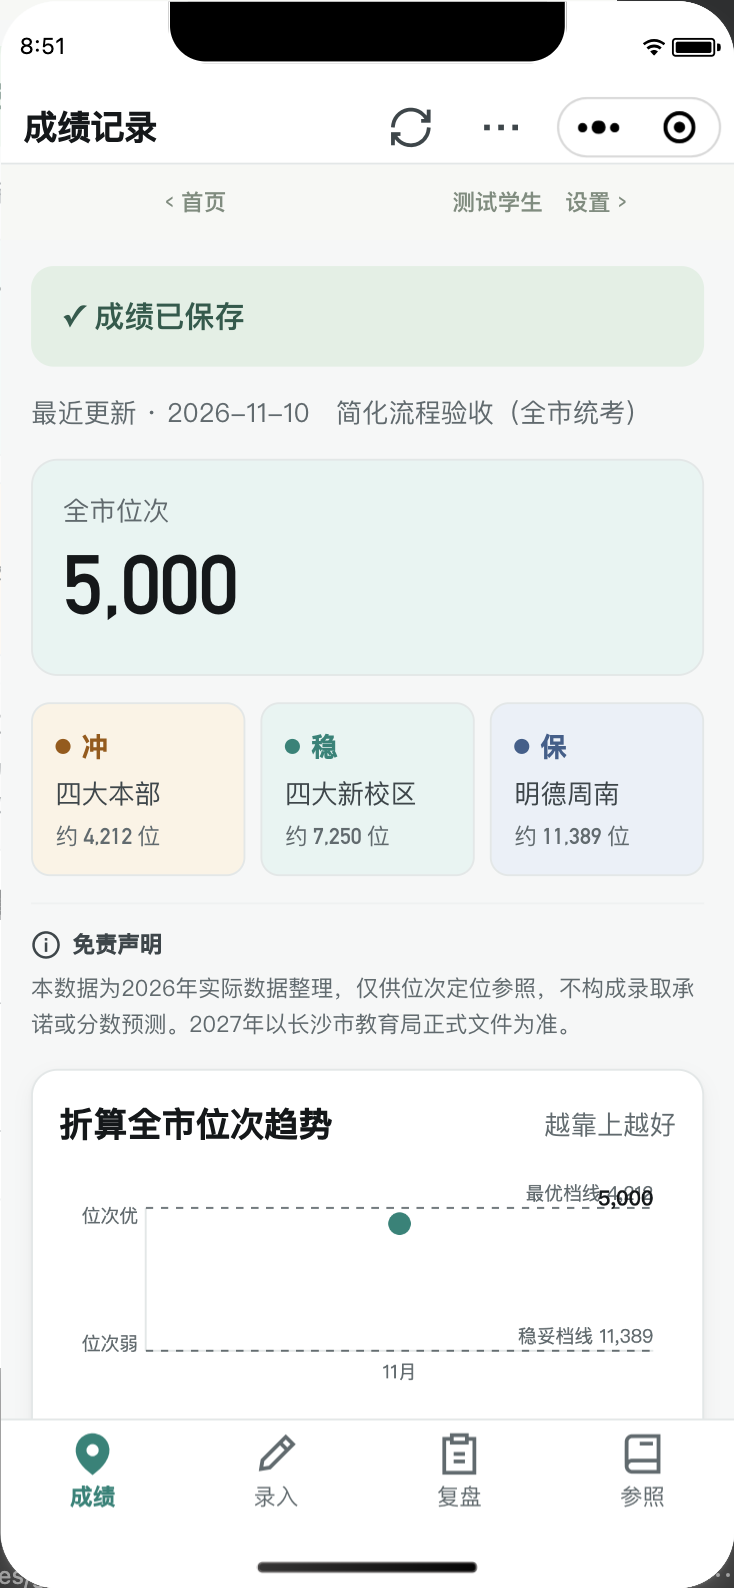 8:51
成绩记录
‹ 首页 测试学生 设置 ›
✓ 成绩已保存
最近更新 · 2026-11-10 简化流程验收（全市统考）
全市位次
5,000
冲
四大本部
约 4,212 位
稳
四大新校区
约 7,250 位
保
明德周南
约 11,389 位
免责声明
本数据为2026年实际数据整理，仅供位次定位参照，不构成录取承
诺或分数预测。2027年以长沙市教育局正式文件为准。
折算全市位次趋势 越靠上越好
最优档线 4,212
5,000
位次优
稳妥档线 11,389
位次弱
11月
成绩 录入 复盘 参照